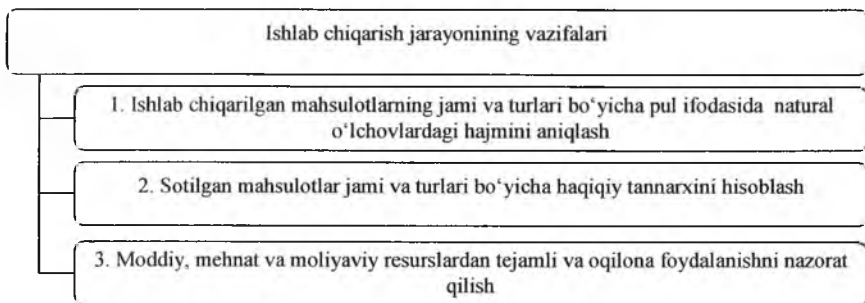 Ishlab chiqarish jarayonining vazifalari
1. Ishlab chiqarilgan mahsulotlarning jami va turlari bo‘yicha pul ifodasida natural
o‘lchovlardagi hajmini aniqlash
2. Sotilgan mahsulotlar jami va turlari bo‘yicha haqiqiy tannarxini hisoblash
3. Moddiy, mehnat va moliyaviy resurslardan tejamli va oqilona foydalanishni nazorat
qilish